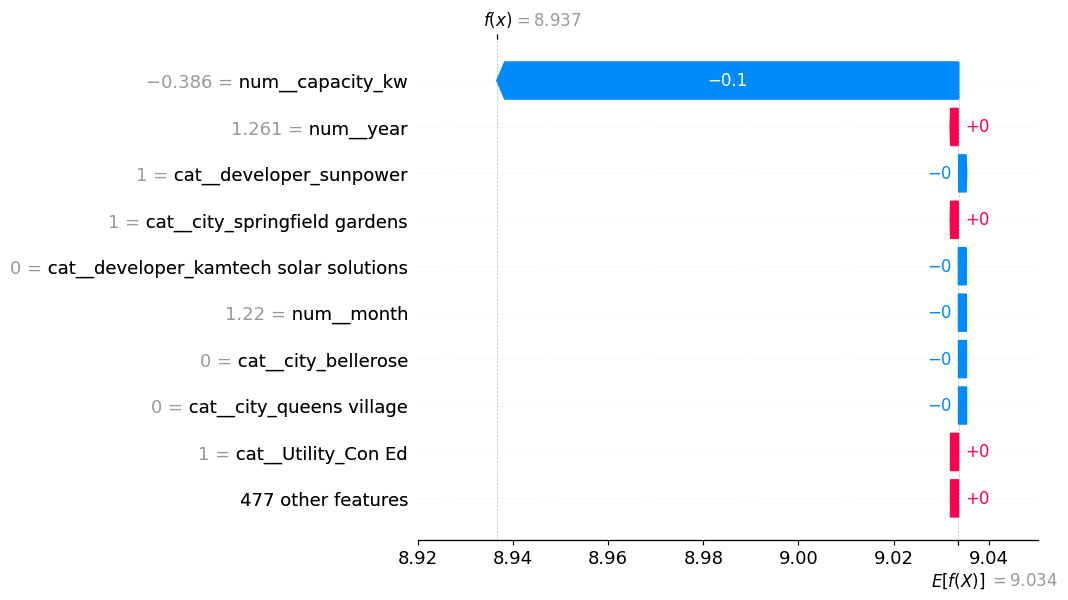 f(x) = 8.937
−0.386 = num__capacity_kw
−0.1
1.261 = num__year
+0
1 = cat__developer_sunpower
−0
1 = cat__city_springfield gardens
+0
0 = cat__developer_kamtech solar solutions
−0
1.22 = num__month
−0
0 = cat__city_bellerose
−0
0 = cat__city_queens village
−0
1 = cat__Utility_Con Ed
+0
477 other features
+0
8.92 8.94 8.96 8.98 9.00 9.02 9.04
E[f(X)] = 9.034